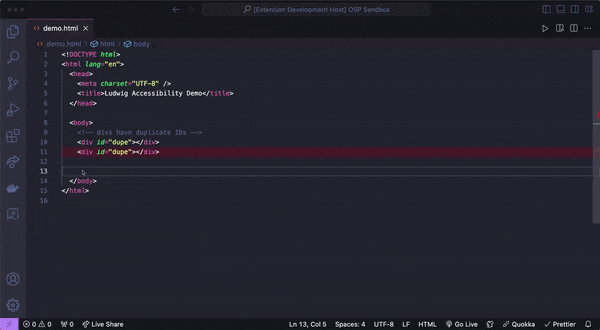 [Extension Development Host] OSP Sandbox
demo.html
demo.html > html > body
1 <!DOCTYPE html>
2 <html lang="en">
3 <head>
4 <meta charset="UTF-8" />
5 <title>Ludwig Accessibility Demo</title>
6 </head>
7
8 <body>
9 <!-- divs have duplicate IDs -->
10 <div id="dupe"></div>
11 <div id="dupe"></div>
12
13
14 </body>
15 </html>
16
0 0 0 Live Share Ln 13, Col 5 Spaces: 4 UTF-8 LF HTML Go Live Quokka Prettier